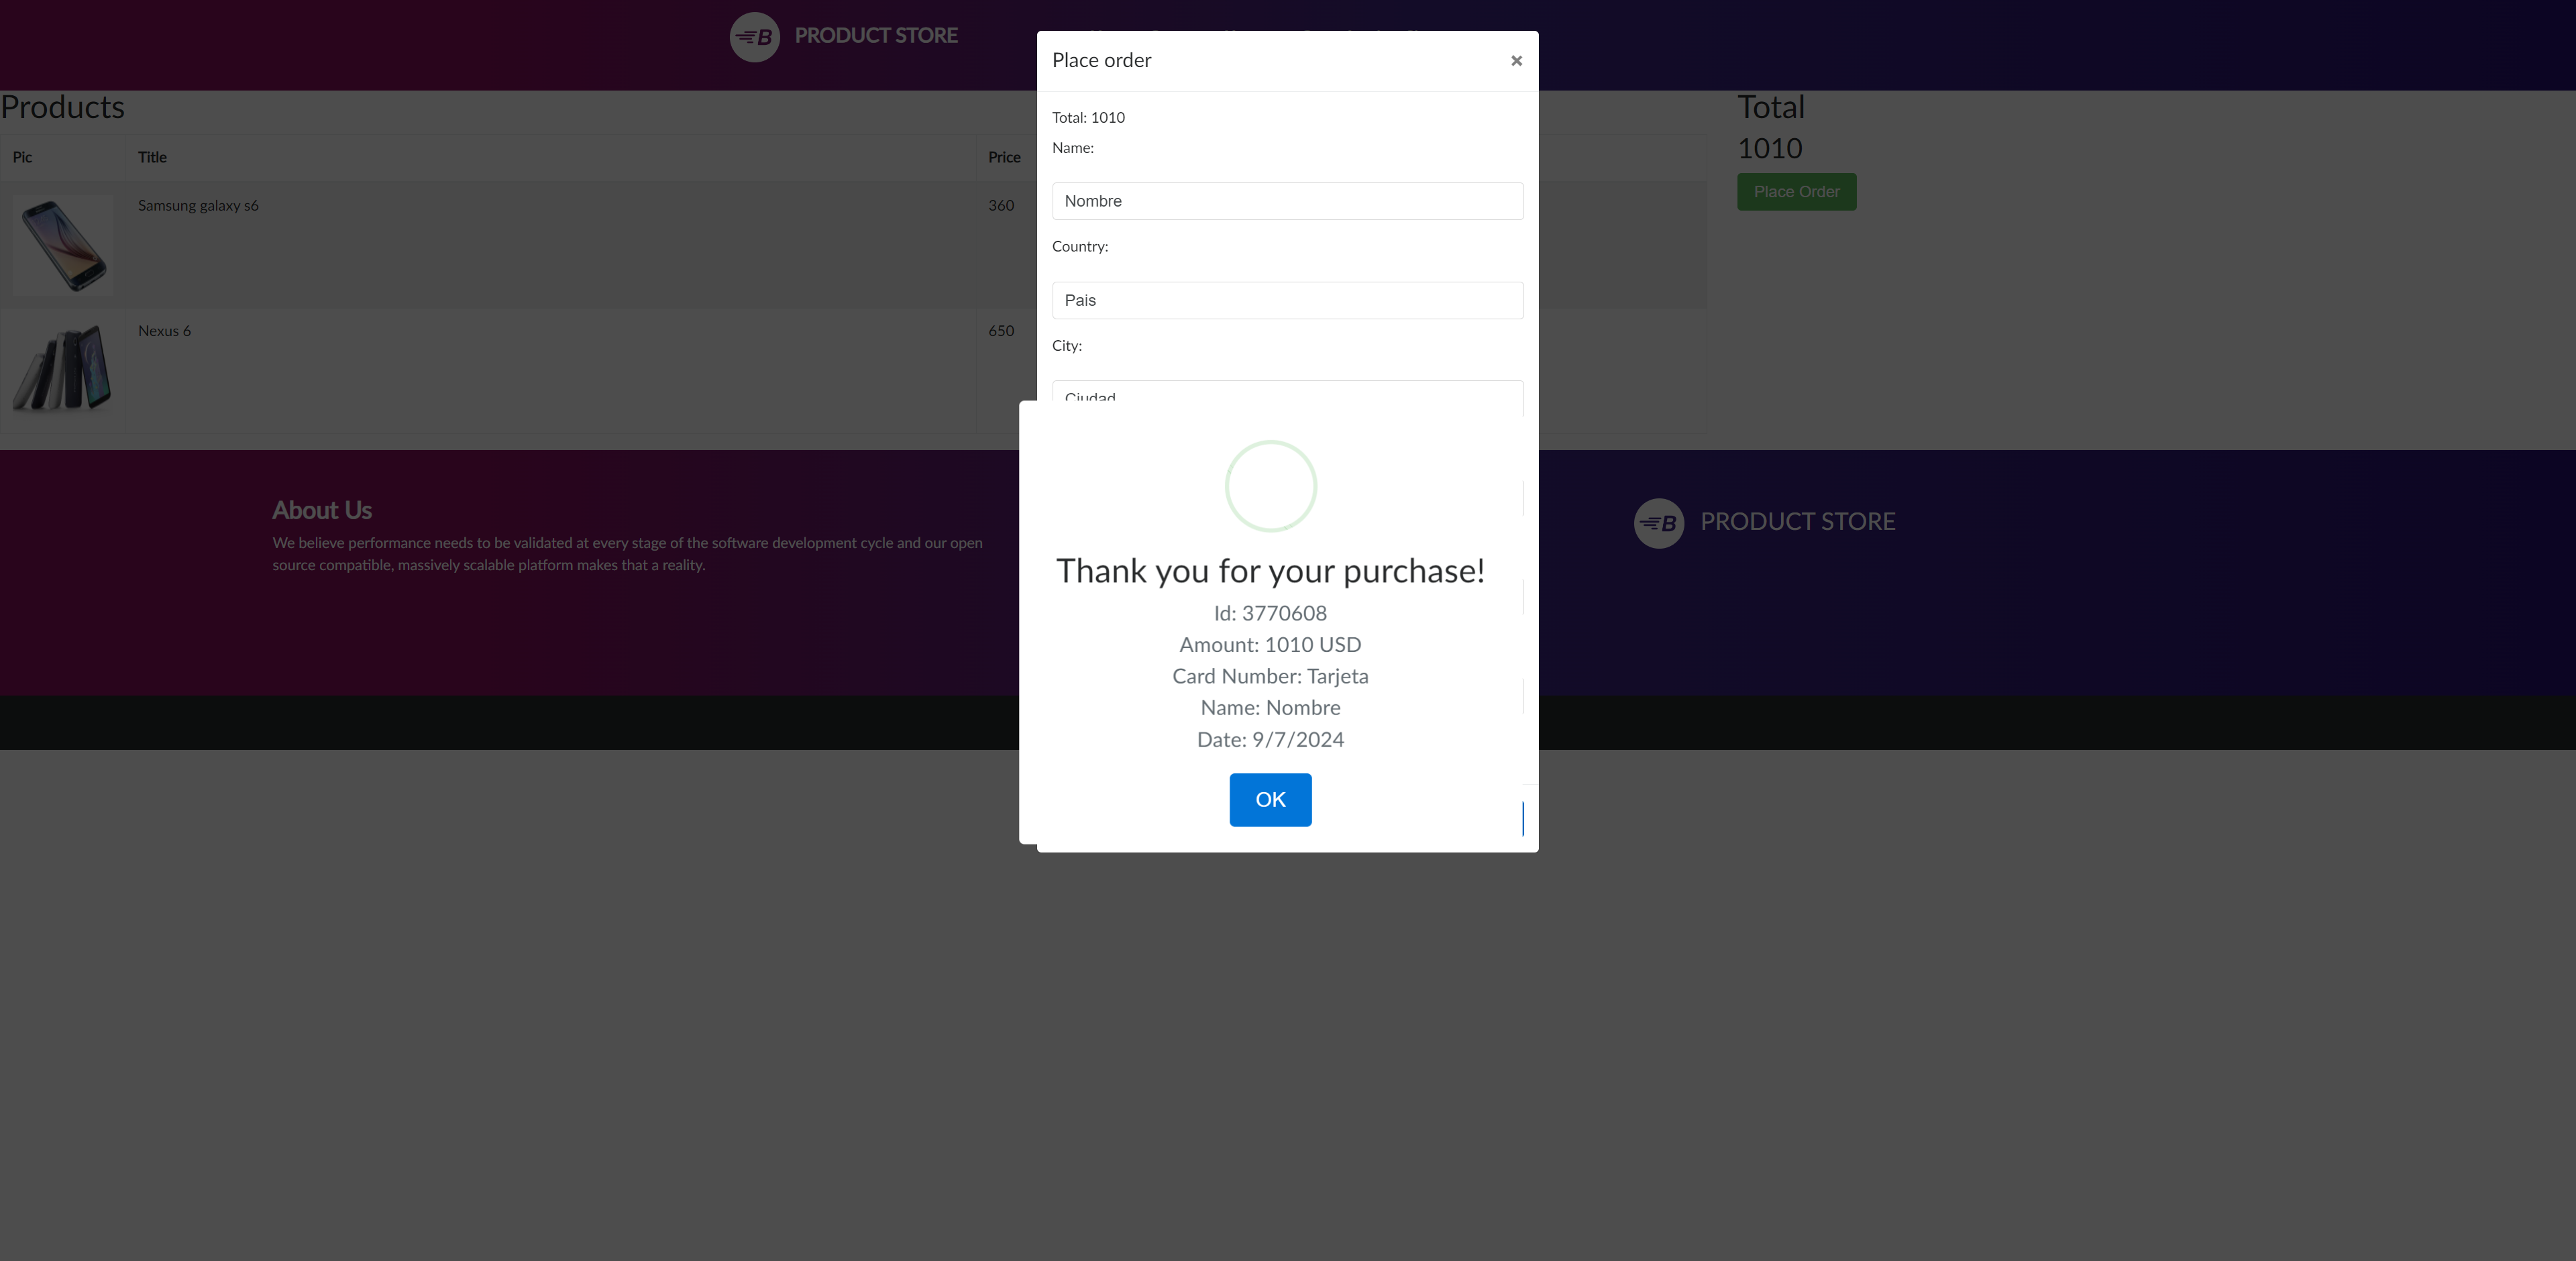 B PRODUCT STORE
Products
Pic Title Price
Samsung galaxy s6 360
Nexus 6 650
Total
1010
Place Order
Place order ×
Total: 1010
Name:
Nombre
Country:
Pais
City:
Ciudad
Thank you for your purchase!
Id: 3770608
Amount: 1010 USD
Card Number: Tarjeta
Name: Nombre
Date: 9/7/2024
OK
About Us
We believe performance needs to be validated at every stage of the software development cycle and our open
source compatible, massively scalable platform makes that a reality.
B PRODUCT STORE